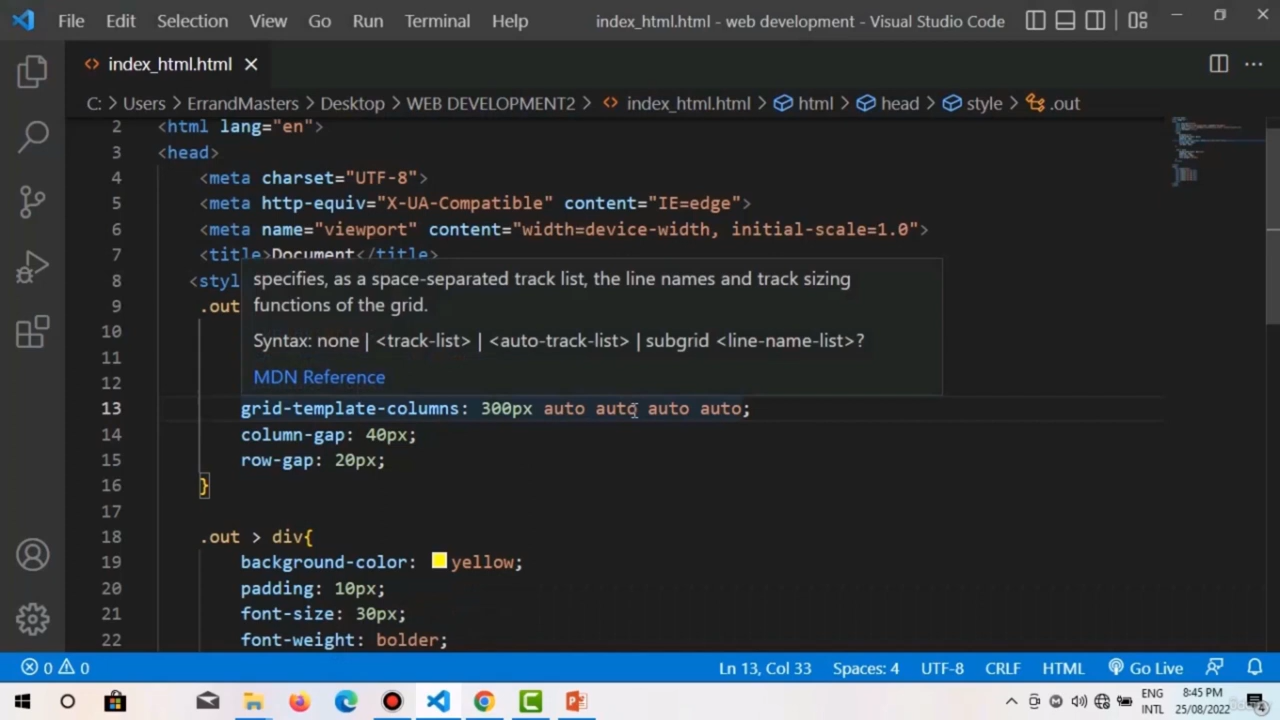 File Edit Selection View Go Run Terminal Help index_html.html - web development - Visual Studio Code
index_html.html
C: > Users > ErrandMasters > Desktop > WEB DEVELOPMENT2 > index_html.html > html > head > style > .out
2 <html lang="en">
3 <head>
4 <meta charset="UTF-8">
5 <meta http-equiv="X-UA-Compatible" content="IE=edge">
6 <meta name="viewport" content="width=device-width, initial-scale=1.0">
7 <title>Document</title>
8 <styl
9 .out
10
11
12
specifies, as a space-separated track list, the line names and track sizing
functions of the grid.
Syntax: none | <track-list> | <auto-track-list> | subgrid <line-name-list>?
MDN Reference
13 grid-template-columns: 300px auto auto auto auto;
14 column-gap: 40px;
15 row-gap: 20px;
16 }
17
18 .out > div{
19 background-color: yellow;
20 padding: 10px;
21 font-size: 30px;
22 font-weight: bolder;
0 0 Ln 13, Col 33 Spaces: 4 UTF-8 CRLF HTML Go Live
ENG 8:45 PM
INTL 25/08/2022 4